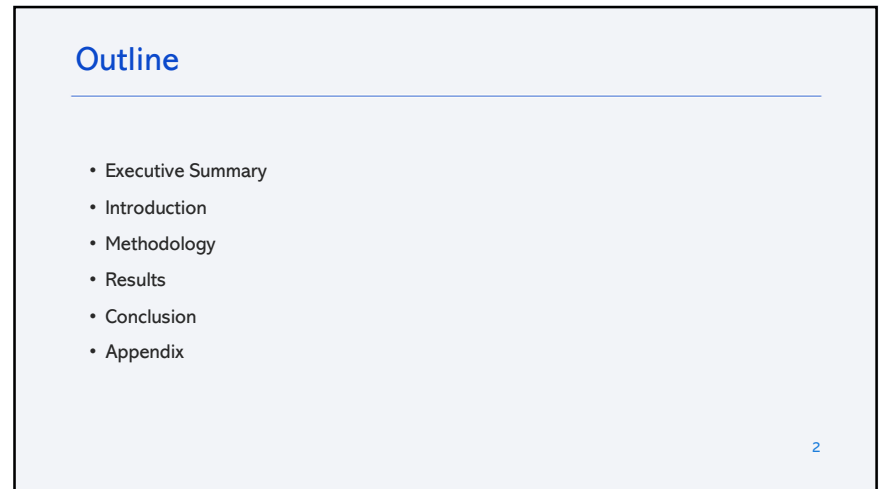 Outline
• Executive Summary
• Introduction
• Methodology
• Results
• Conclusion
• Appendix
2